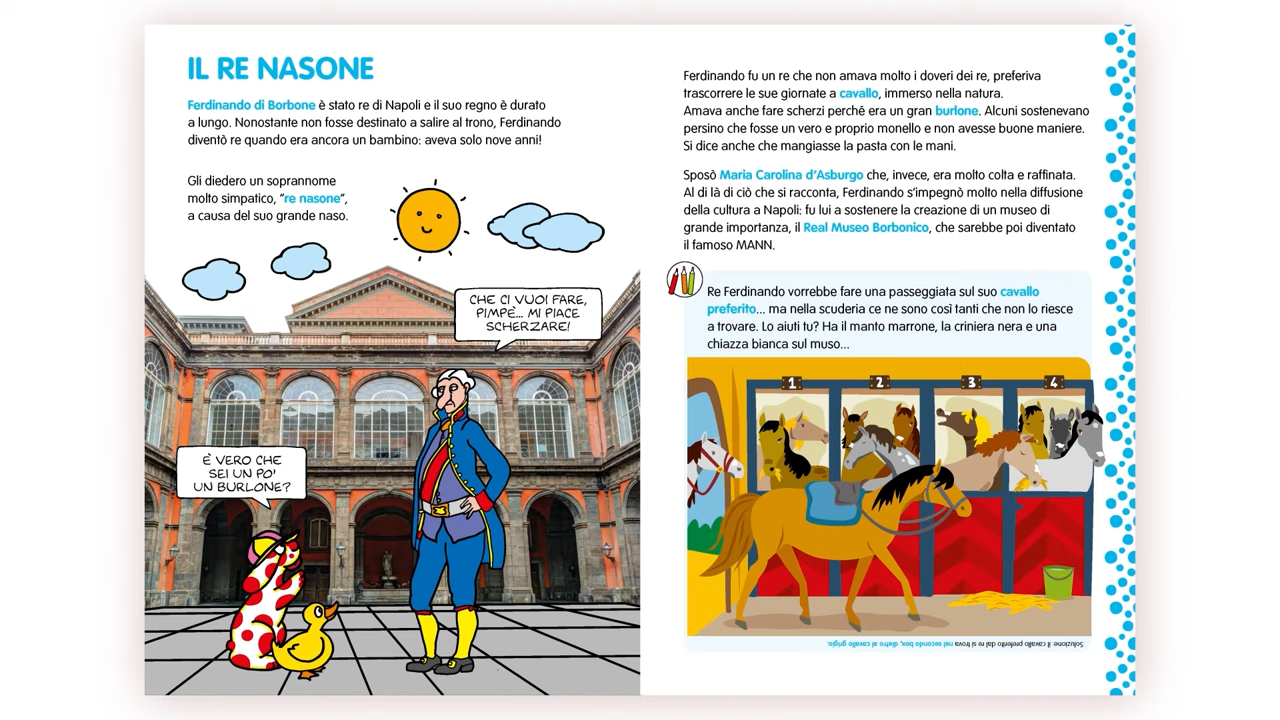 IL RE NASONE
Ferdinando di Borbone è stato re di Napoli e il suo regno è durato
a lungo. Nonostante non fosse destinato a salire al trono, Ferdinando
diventò re quando era ancora un bambino: aveva solo nove anni!
Gli diedero un soprannome
molto simpatico, “re nasone”,
a causa del suo grande naso.
CHE CI VUOI FARE,
PIMPÈ... MI PIACE
SCHERZARE!
È VERO CHE
SEI UN PO'
UN BURLONE?
Ferdinando fu un re che non amava molto i doveri dei re, preferiva
trascorrere le sue giornate a cavallo, immerso nella natura.
Amava anche fare scherzi perché era un gran burlone. Alcuni sostenevano
persino che fosse un vero e proprio monello e non avesse buone maniere.
Si dice anche che mangiasse la pasta con le mani.
Sposò Maria Carolina d’Asburgo che, invece, era molto colta e raffinata.
Al di là di ciò che si racconta, Ferdinando s’impegnò molto nella diffusione
della cultura a Napoli: fu lui a sostenere la creazione di un museo di
grande importanza, il Real Museo Borbonico, che sarebbe poi diventato
il famoso MANN.
Re Ferdinando vorrebbe fare una passeggiata sul suo cavallo
preferito... ma nella scuderia ce ne sono così tanti che non lo riesce
a trovare. Lo aiuti tu? Ha il manto marrone, la criniera nera e una
chiazza bianca sul muso...
1 2 3 4
Soluzione: il cavallo preferito dal re si trova nel secondo box, dietro al cavallo grigio.